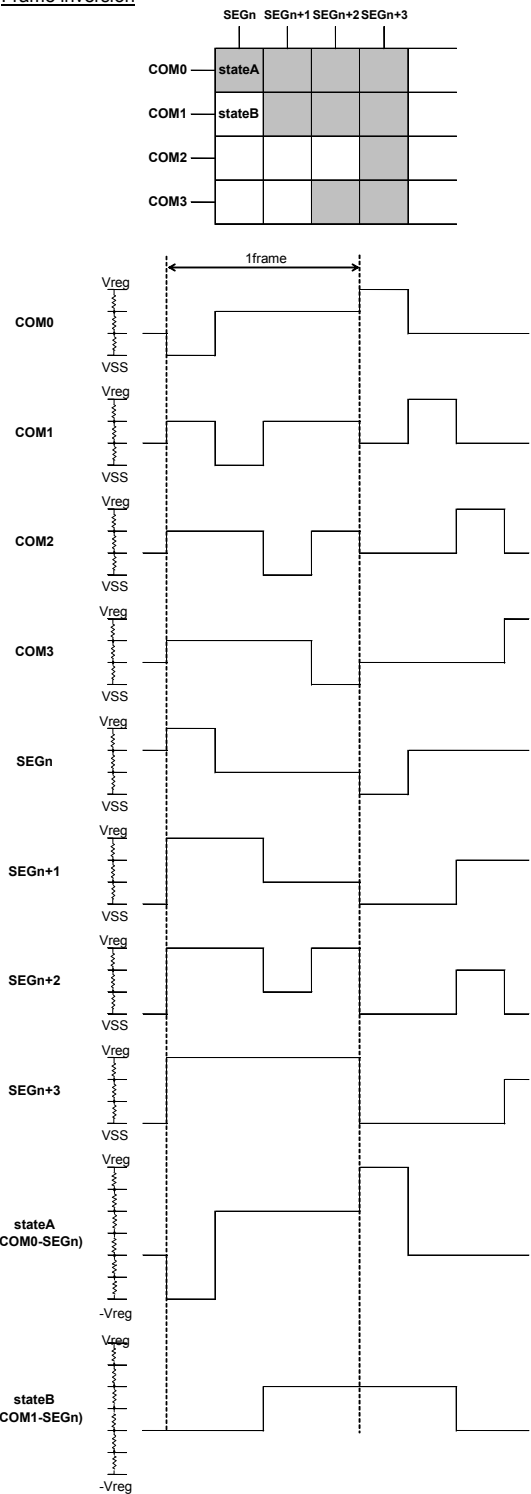 Frame inversion
SEGn SEGn+1 SEGn+2 SEGn+3
COM0 stateA
COM1 stateB
COM2
COM3
1frame
Vreg
COM0
VSS
Vreg
COM1
VSS
Vreg
COM2
VSS
Vreg
COM3
VSS
Vreg
SEGn
VSS
Vreg
SEGn+1
VSS
Vreg
SEGn+2
VSS
Vreg
SEGn+3
VSS
Vreg
stateA
COM0-SEGn)
-Vreg
Vreg
stateB
COM1-SEGn)
-Vreg